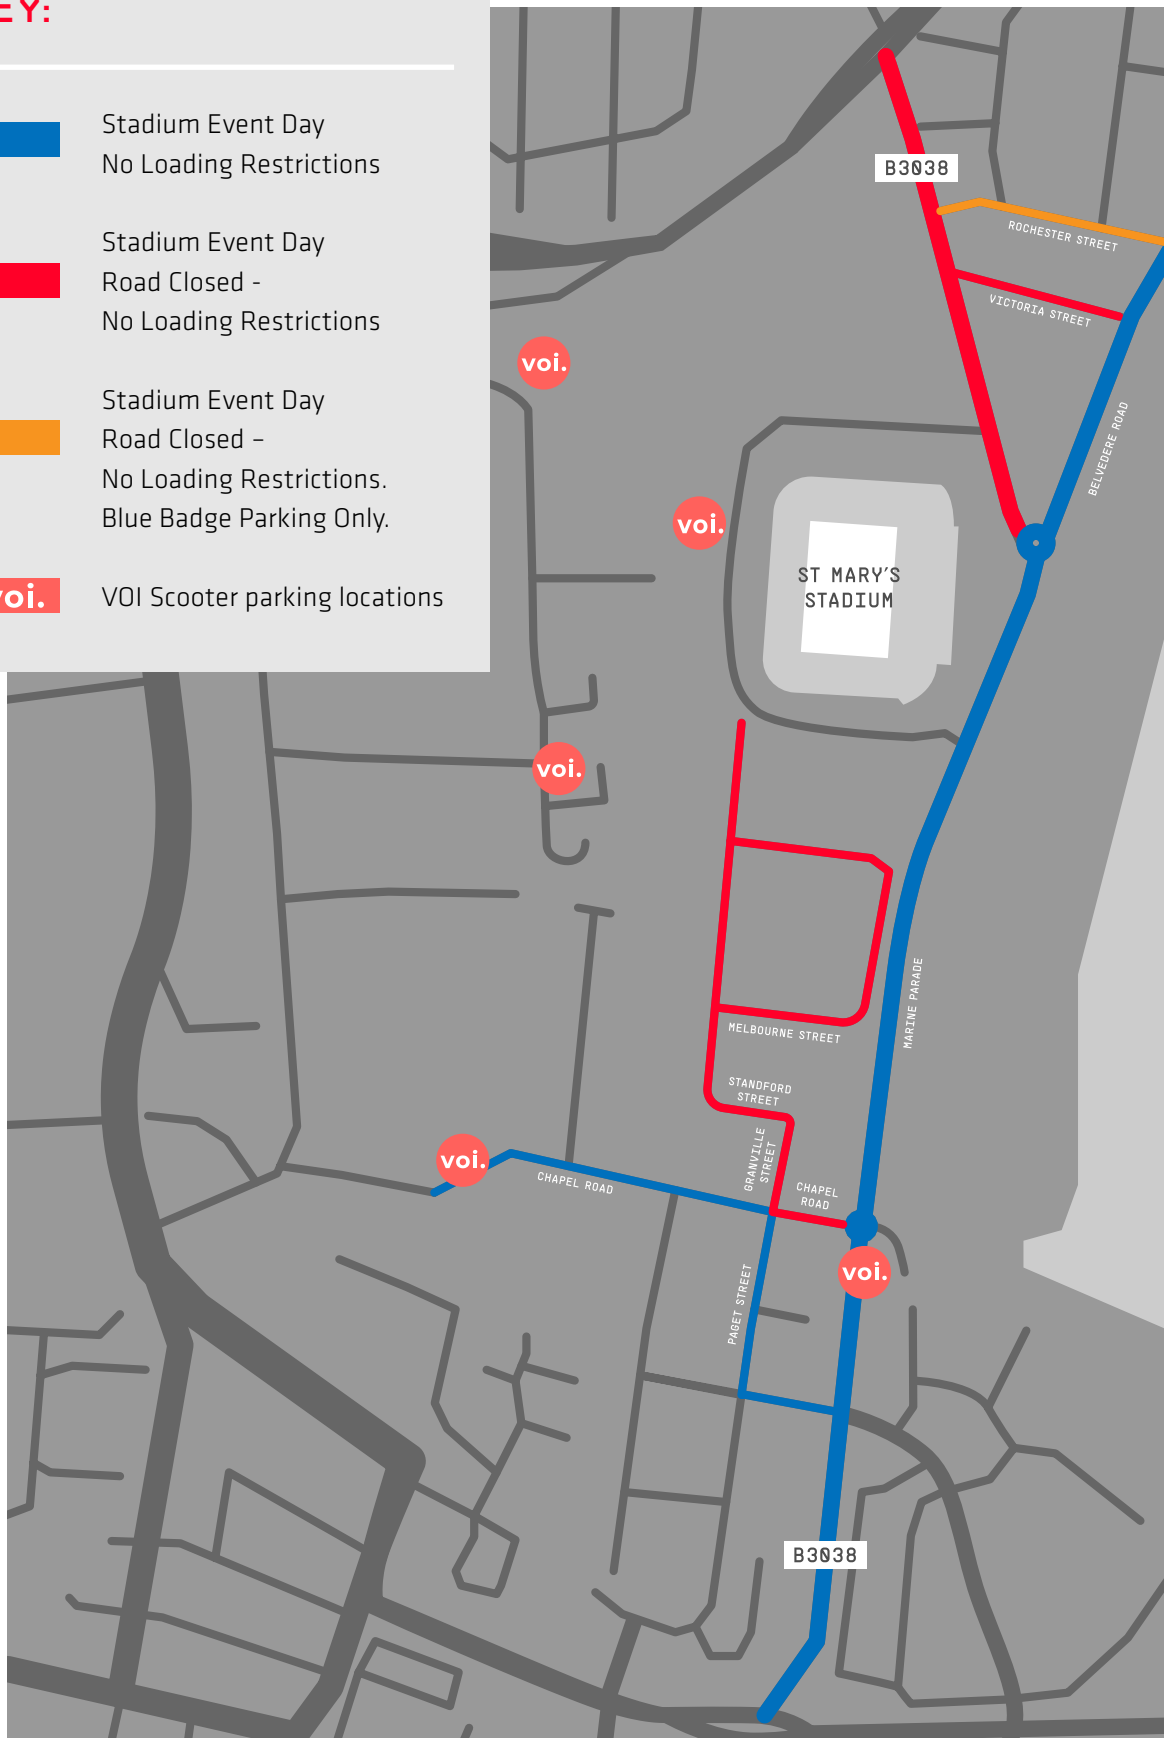 EY:
Stadium Event Day
No Loading Restrictions
Stadium Event Day
Road Closed -
No Loading Restrictions
Stadium Event Day
Road Closed –
No Loading Restrictions.
Blue Badge Parking Only.
voi.
VOI Scooter parking locations
B3038
ROCHESTER STREET
VICTORIA STREET
voi.
BELVEDERE ROAD
voi.
ST MARY'S
STADIUM
voi.
MARINE PARADE
MELBOURNE STREET
STANDFORD
STREET
GRANVILLE
STREET
voi.
CHAPEL ROAD
CHAPEL
ROAD
voi.
PAGET STREET
B3038